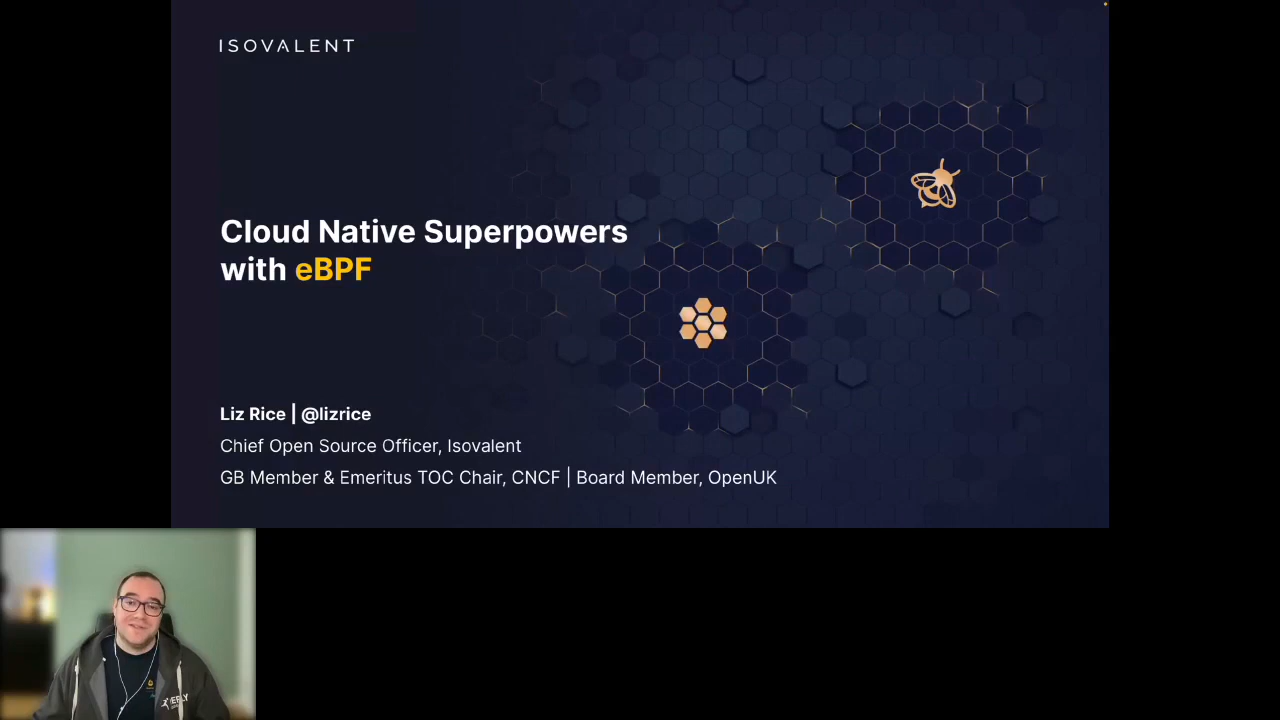 ISOVALENT
Cloud Native Superpowers
with eBPF
Liz Rice | @lizrice
Chief Open Source Officer, Isovalent
GB Member & Emeritus TOC Chair, CNCF | Board Member, OpenUK